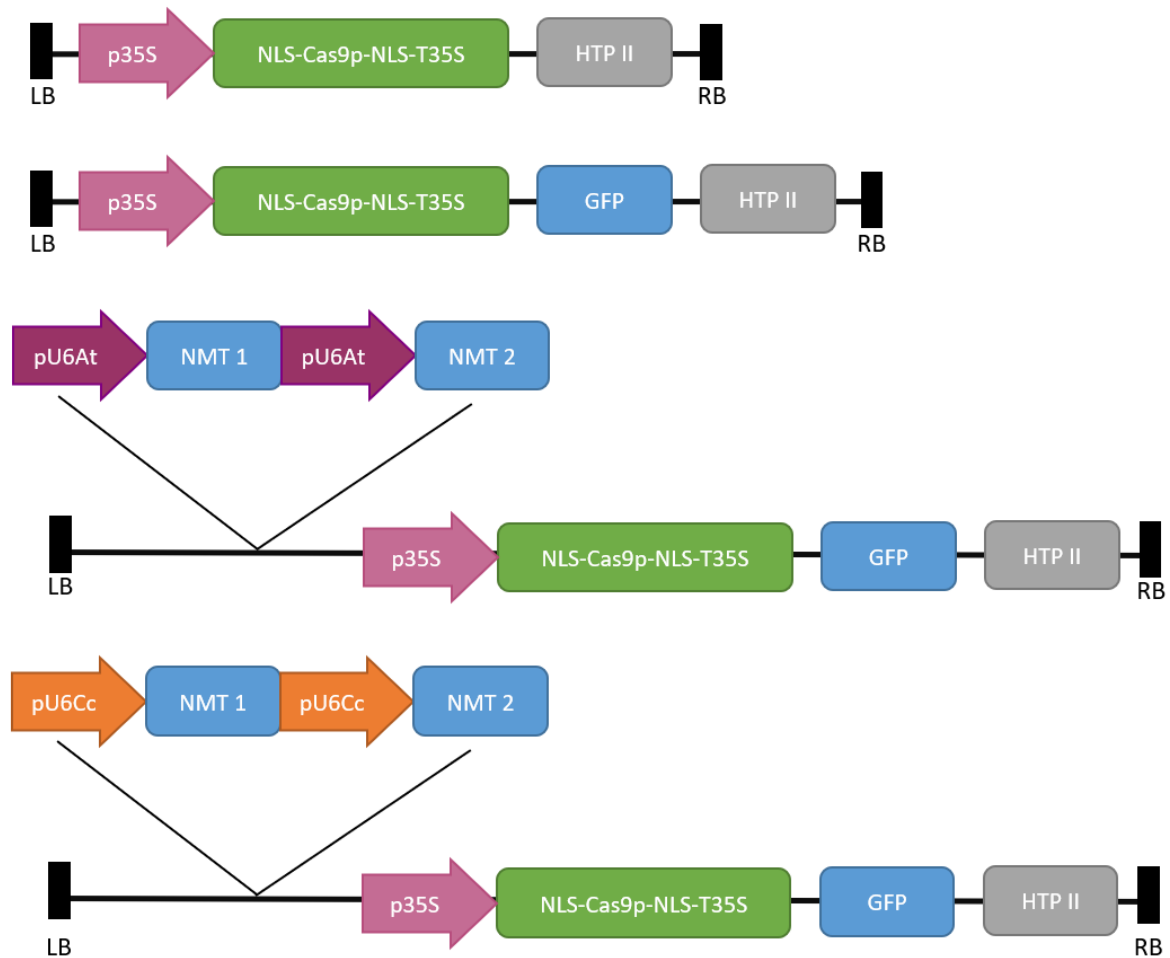 p35S NLS-Cas9p-NLS-T35S HTP II
LB RB
p35S NLS-Cas9p-NLS-T35S GFP HTP II
LB RB
pU6At NMT 1 pU6At NMT 2
p35S NLS-Cas9p-NLS-T35S GFP HTP II
LB RB
pU6Cc NMT 1 pU6Cc NMT 2
p35S NLS-Cas9p-NLS-T35S GFP HTP II
LB RB